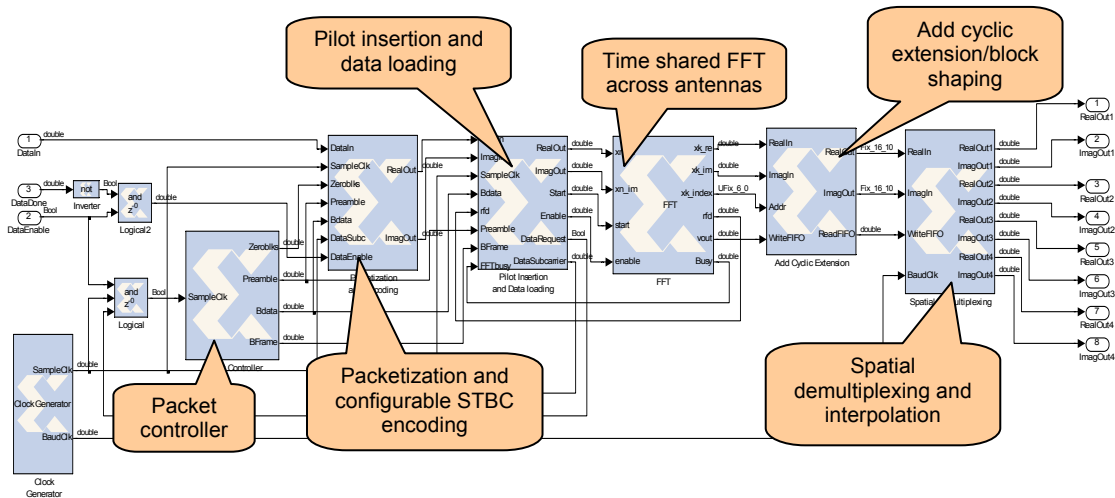 Pilot insertion and
data loading
Time shared FFT
across antennas
Add cyclic
extension/block
shaping
Packet
controller
Packetization and
configurable STBC
encoding
Spatial
demultiplexing and
interpolation
1
double
DataIn
3
double
DataDone
not
Bool
Inverter
2
Bool
DataEnable
and
z-0
Logical2
double
and
z-0
Bool
Logical
SampleClk
double
Clock Generator
BaudClk
double
Clock
Generator
SampleClk
Zeroblks
double
Preamble
double
Bdata
double
BFrame
double
Controller
DataIn
SampleClk
Zeroblks
Preamble
Bdata
DataSubc
DataEnable
RealOut
double
ImagOut
double
SampleClk
Bdata
rfd
Preamble
BFrame
FFTbusy
RealOut
double
ImagOut
double
Start
double
Enable
double
DataRequest
Bool
DataSubcarrier
double
Pilot Insertion
and Data loading
xn_im
start
enable
FFT
xk_re
double
xk_im
double
xk_index
UFix_6_0
rfd
double
vout
double
Busy
double
FFT
RealIn
ImagIn
Addr
WriteFIFO
Fix_16_10
ImagOut
Fix_16_10
ReadFIFO
double
Add Cyclic Extension
RealIn
ImagIn
WriteFIFO
BaudClk
RealOut1
double
ImagOut1
double
RealOut2
double
ImagOut2
double
RealOut3
double
ImagOut3
double
RealOut4
double
ImagOut4
double
1
RealOut1
2
ImagOut1
3
RealOut2
4
ImagOut2
5
RealOut3
6
ImagOut3
7
RealOut4
8
ImagOut4